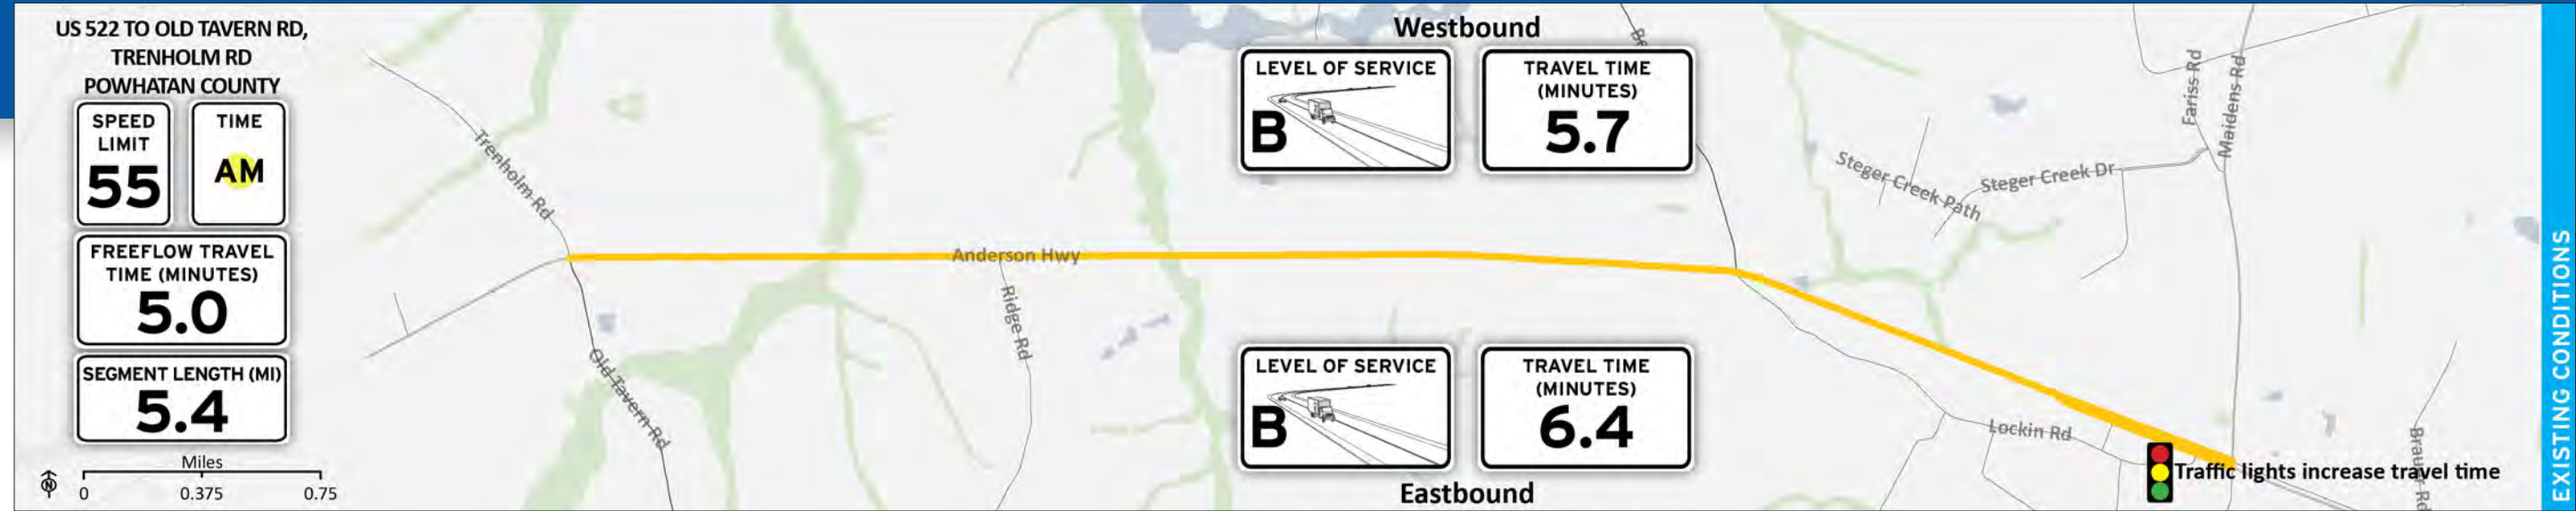 US 522 TO OLD TAVERN RD,
TRENHOLM RD
POWHATAN COUNTY
SPEED
LIMIT
55
TIME
AM
FREEFLOW TRAVEL
TIME (MINUTES)
5.0
SEGMENT LENGTH (MI)
5.4
Miles
0 0.375 0.75
N
Westbound
LEVEL OF SERVICE
B
TRAVEL TIME
(MINUTES)
5.7
Trenholm Rd
Anderson Hwy
Ridge Rd
Old Tavern Rd
Steger Creek Path
Steger Creek Dr
Fariss Rd
Maidens Rd
Lockin Rd
LEVEL OF SERVICE
B
TRAVEL TIME
(MINUTES)
6.4
Eastbound
Traffic lights increase travel time
EXISTING CONDITIONS